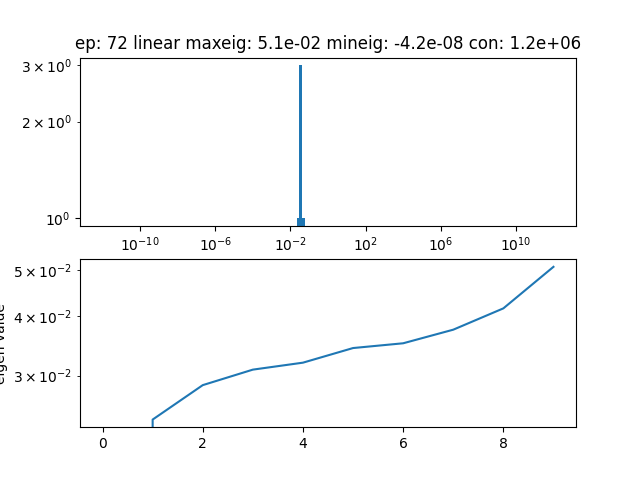 ep: 72 linear maxeig: 5.1e-02 mineig: -4.2e-08 con: 1.2e+06
3 × 10⁰
2 × 10⁰
10⁰
10⁻¹⁰ 10⁻⁶ 10⁻² 10² 10⁶ 10¹⁰
5 × 10⁻²
4 × 10⁻²
3 × 10⁻²
eigen value
0 2 4 6 8